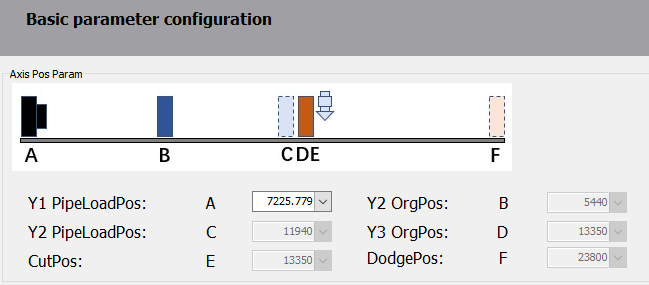 Basic parameter configuration
Axis Pos Param
A B C D E F
Y1 PipeLoadPos: A 7225.779 Y2 OrgPos: B 5440
Y2 PipeLoadPos: C 11940 Y3 OrgPos: D 13350
CutPos: E 13350 DodgePos: F 23800